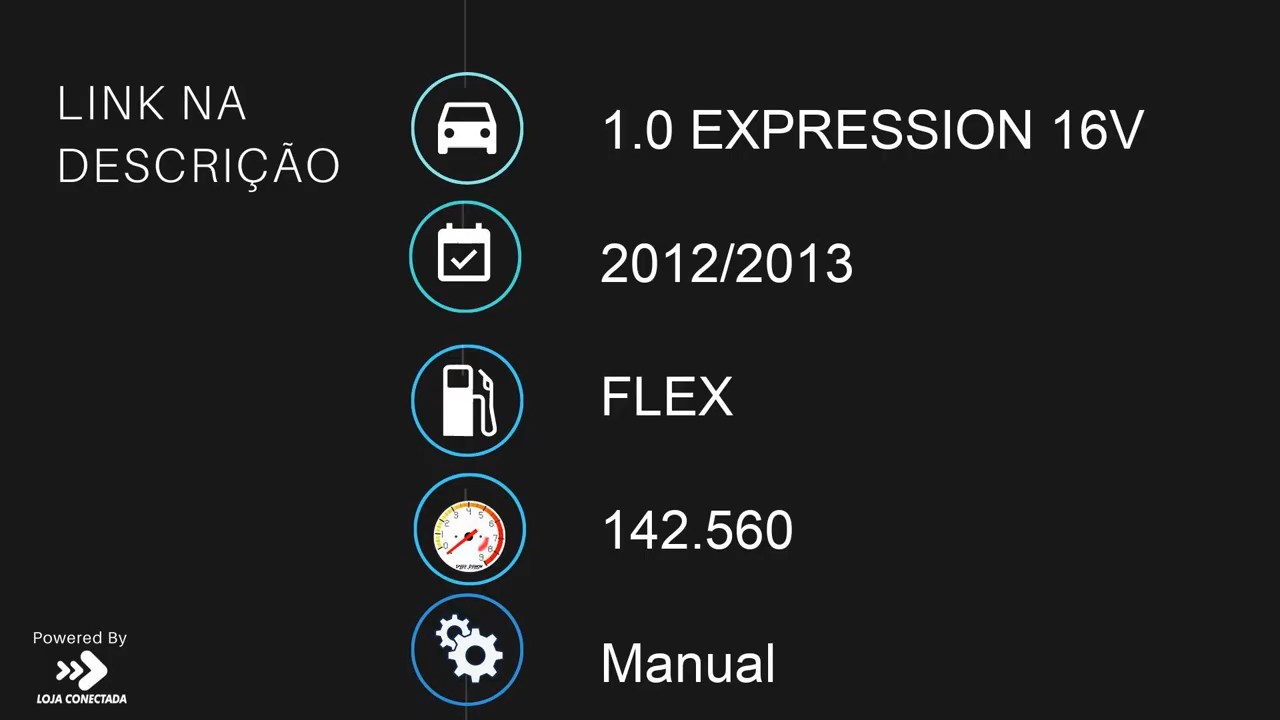 LINK NA
DESCRIÇÃO
1.0 EXPRESSION 16V
2012/2013
FLEX
142.560
Manual
Powered By
LOJA CONECTADA